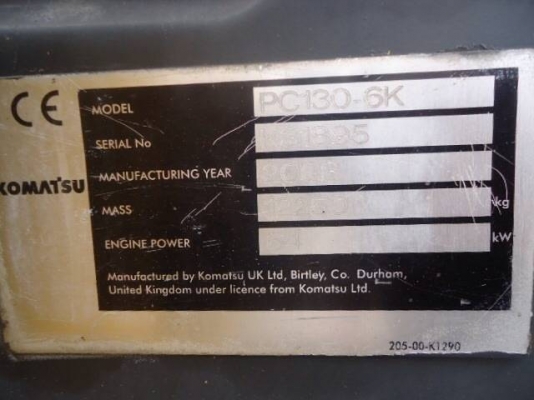 CE
MODEL PC130-6K
SERIAL No
KOMATSU
MANUFACTURING YEAR
MASS kg
ENGINE POWER kW
Manufactured by Komatsu UK Ltd, Birtley, Co. Durham,
United Kingdom under licence from Komatsu Ltd.
205-00-K1290